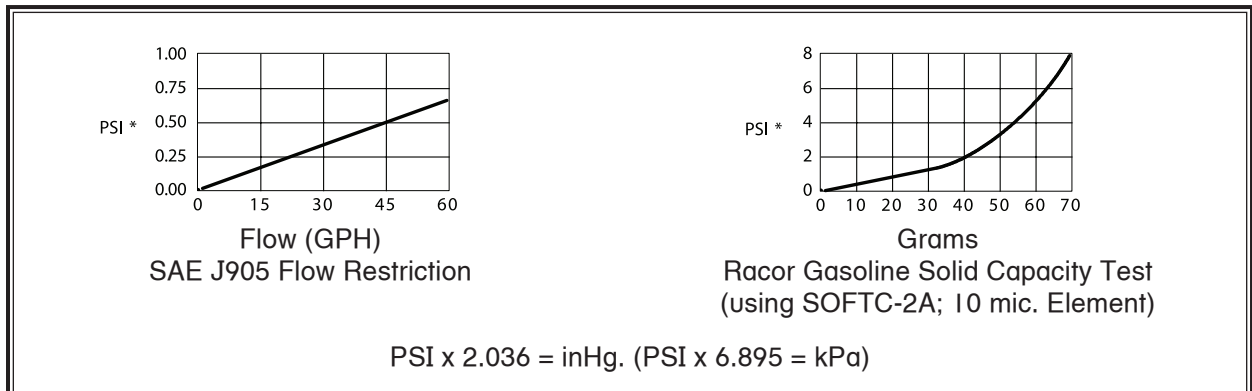 1.00
0.75
PSI *
0.50
0.25
0.00
0 15 30 45 60
Flow (GPH)
SAE J905 Flow Restriction
8
6
PSI *
4
2
0
0 10 20 30 40 50 60 70
Grams
Racor Gasoline Solid Capacity Test
(using SOFTC-2A; 10 mic. Element)
PSI x 2.036 = inHg. (PSI x 6.895 = kPa)